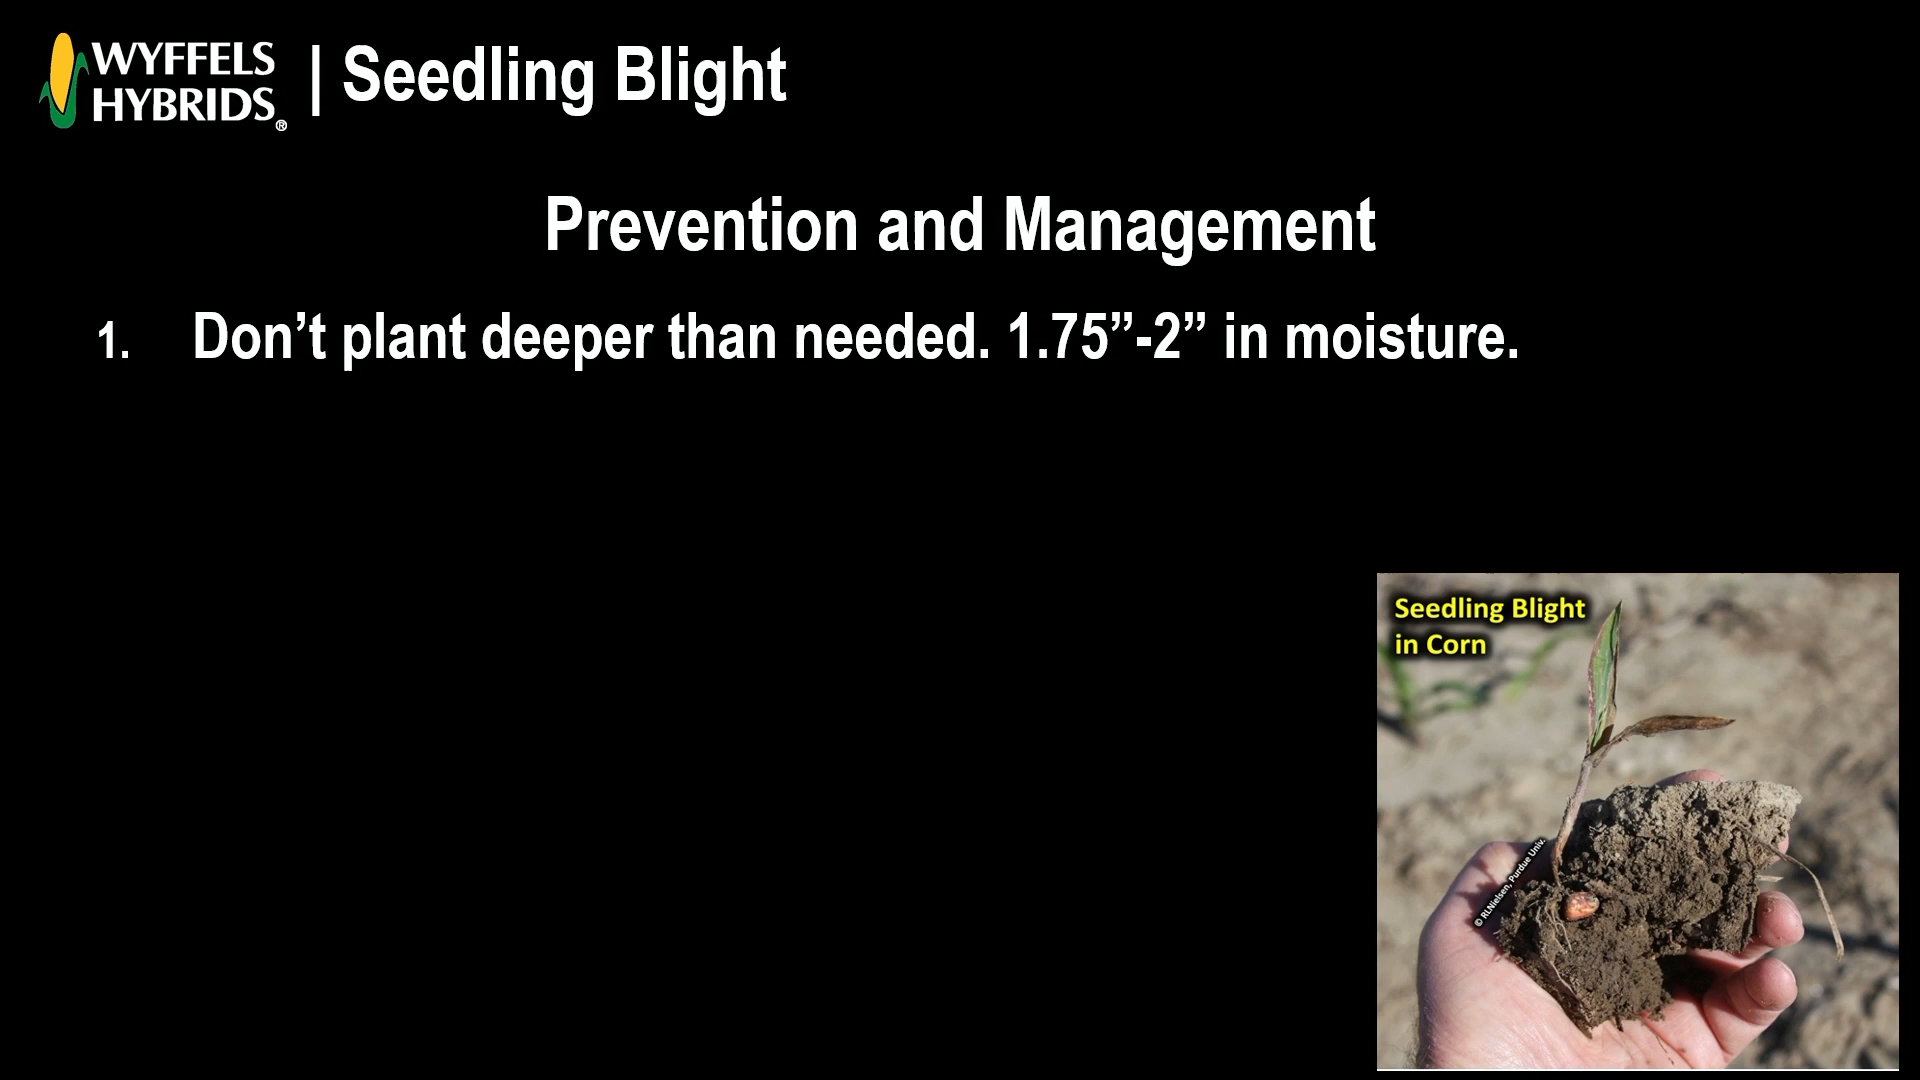 WYFFELS
HYBRIDS®
| Seedling Blight
Prevention and Management
1. Don’t plant deeper than needed. 1.75”-2” in moisture.
Seedling Blight
in Corn
© RLNielsen, Purdue Univ.